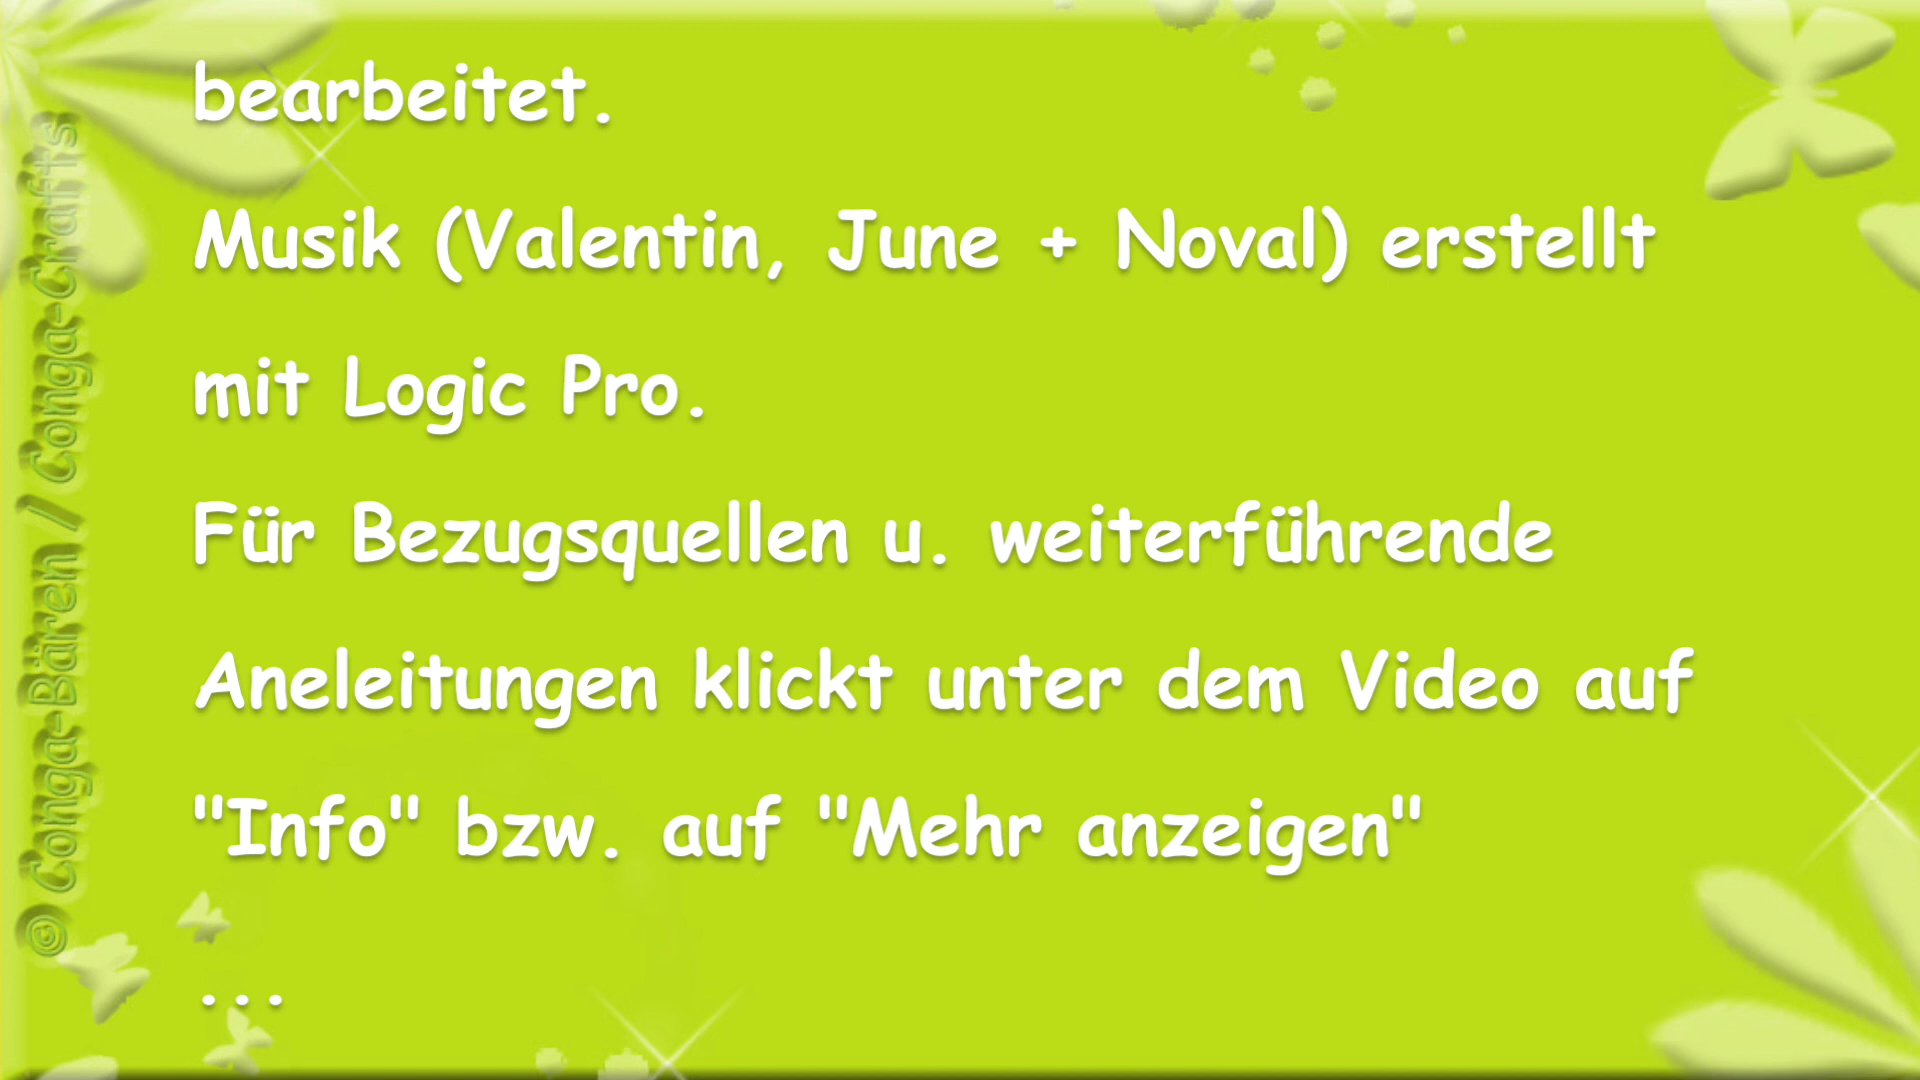 bearbeitet.
Musik (Valentin, June + Noval) erstellt
mit Logic Pro.
Für Bezugsquellen u. weiterführende
Aneleitungen klickt unter dem Video auf
"Info" bzw. auf "Mehr anzeigen"
...
© Conga-Bären / Conga-Crafts